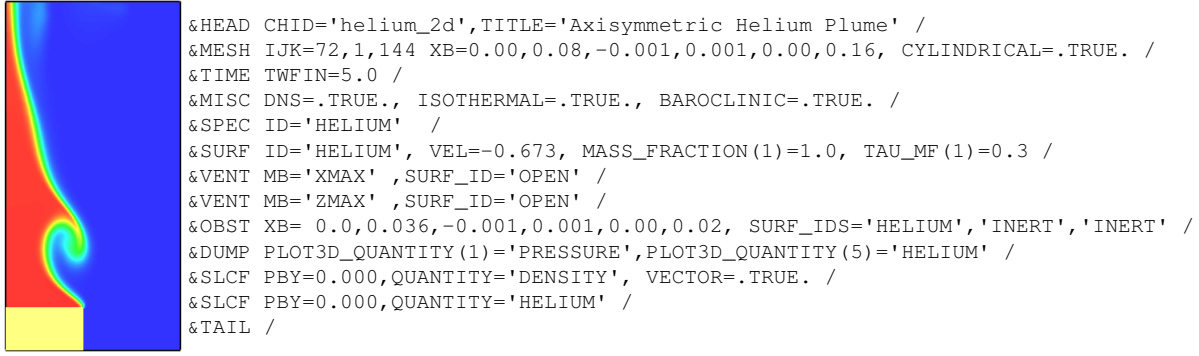 &HEAD CHID='helium_2d',TITLE='Axisymmetric Helium Plume' /
&MESH IJK=72,1,144 XB=0.00,0.08,-0.001,0.001,0.00,0.16, CYLINDRICAL=.TRUE. /
&TIME TWFIN=5.0 /
&MISC DNS=.TRUE., ISOTHERMAL=.TRUE., BAROCLINIC=.TRUE. /
&SPEC ID='HELIUM'  /
&SURF ID='HELIUM', VEL=-0.673, MASS_FRACTION(1)=1.0, TAU_MF(1)=0.3 /
&VENT MB='XMAX' ,SURF_ID='OPEN' /
&VENT MB='ZMAX' ,SURF_ID='OPEN' /
&OBST XB= 0.0,0.036,-0.001,0.001,0.00,0.02, SURF_IDS='HELIUM','INERT','INERT' /
&DUMP PLOT3D_QUANTITY(1)='PRESSURE',PLOT3D_QUANTITY(5)='HELIUM' /
&SLCF PBY=0.000,QUANTITY='DENSITY', VECTOR=.TRUE. /
&SLCF PBY=0.000,QUANTITY='HELIUM' /
&TAIL /